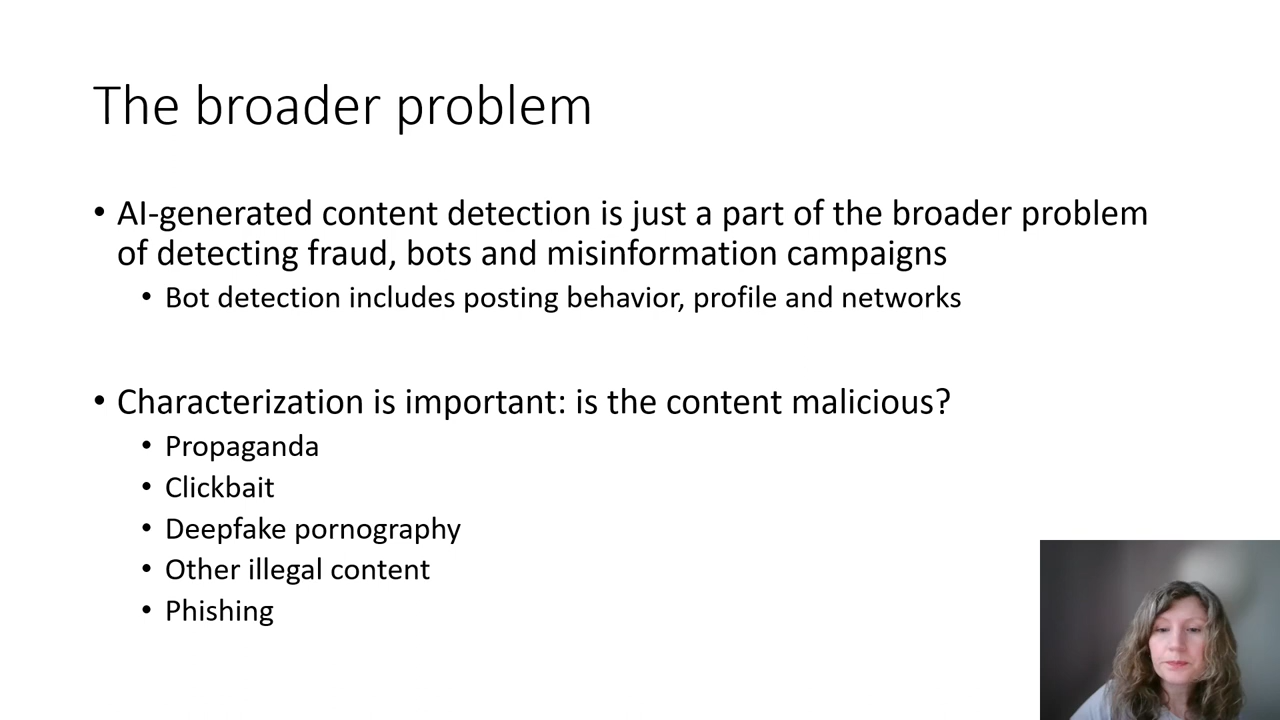 The broader problem
• AI-generated content detection is just a part of the broader problem
of detecting fraud, bots and misinformation campaigns
• Bot detection includes posting behavior, profile and networks
• Characterization is important: is the content malicious?
• Propaganda
• Clickbait
• Deepfake pornography
• Other illegal content
• Phishing